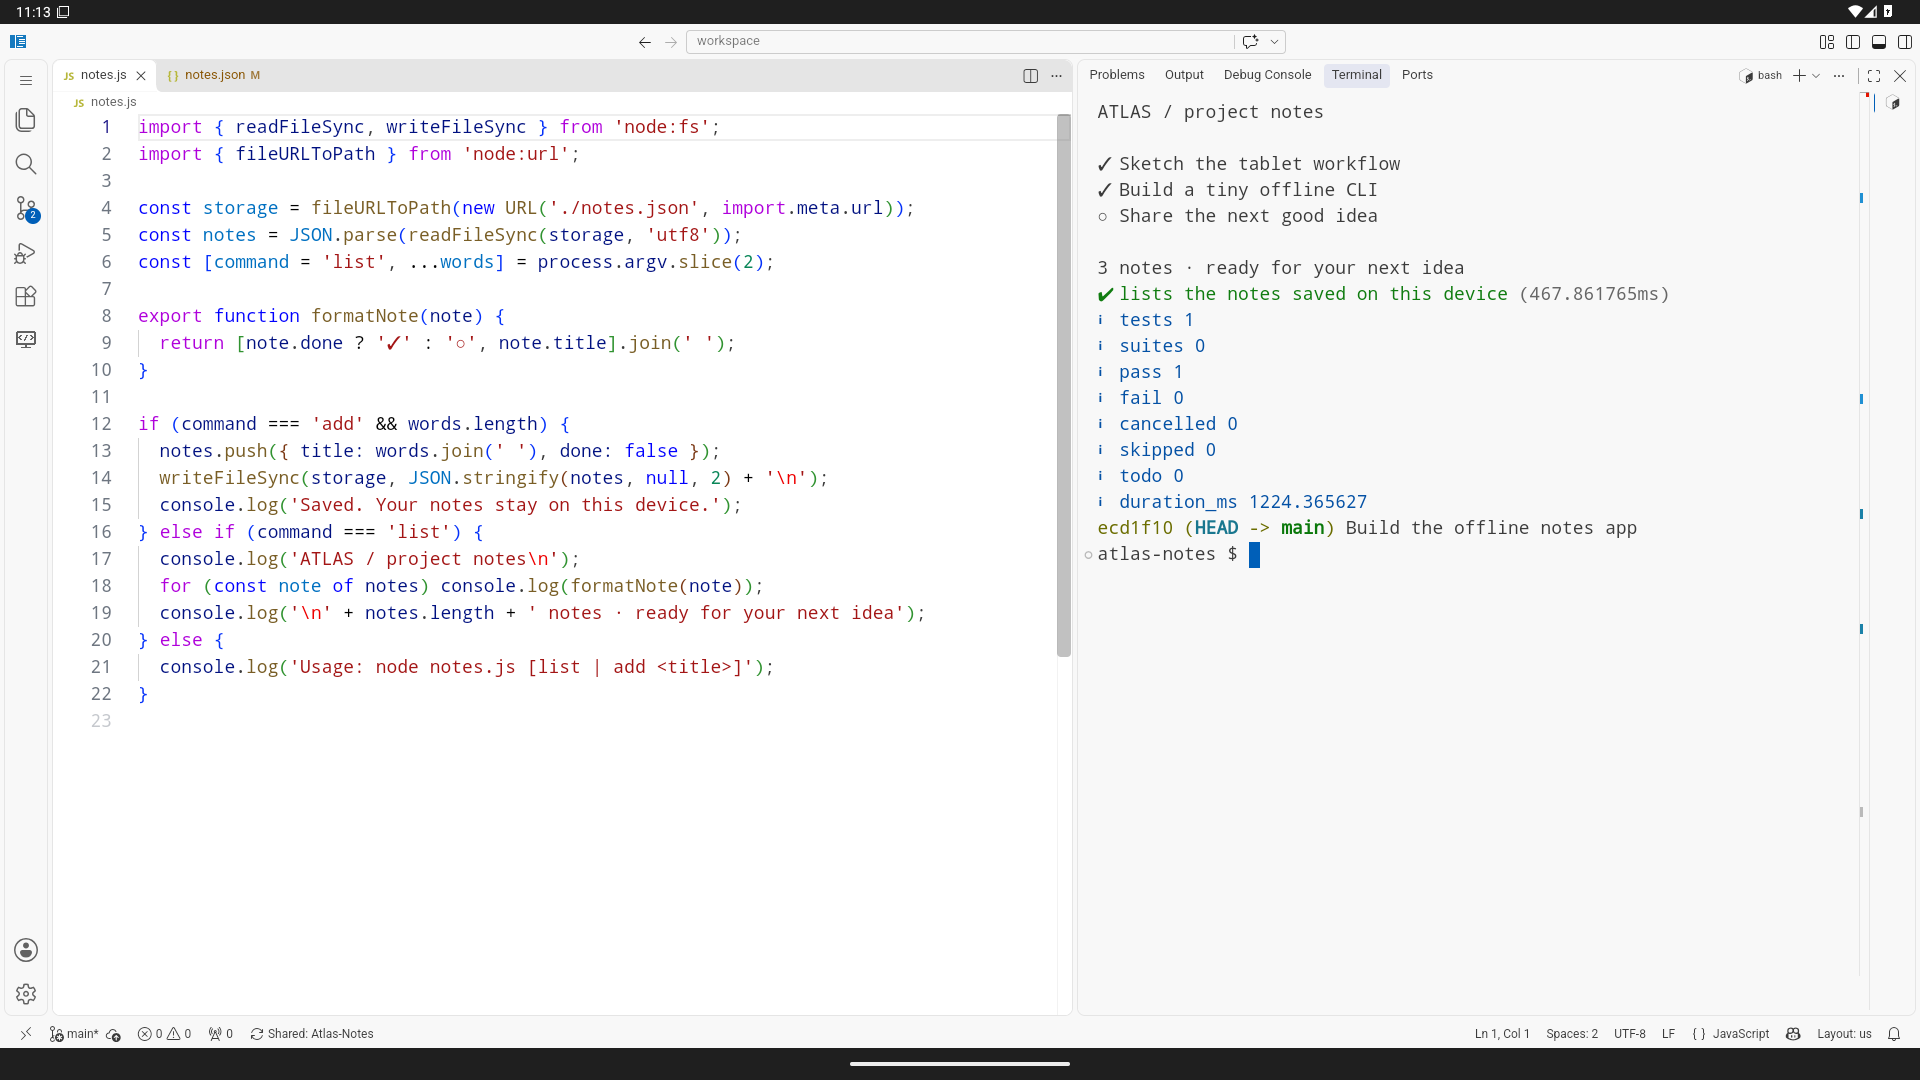 11:13
workspace
notes.js
notes.json M
notes.js
1 import { readFileSync, writeFileSync } from 'node:fs';
2 import { fileURLToPath } from 'node:url';
3
4 const storage = fileURLToPath(new URL('./notes.json', import.meta.url));
5 const notes = JSON.parse(readFileSync(storage, 'utf8'));
6 const [command = 'list', ...words] = process.argv.slice(2);
7
8 export function formatNote(note) {
9 return [note.done ? '✓' : '○', note.title].join(' ');
10 }
11
12 if (command === 'add' && words.length) {
13 notes.push({ title: words.join(' '), done: false });
14 writeFileSync(storage, JSON.stringify(notes, null, 2) + '\n');
15 console.log('Saved. Your notes stay on this device.');
16 } else if (command === 'list') {
17 console.log('ATLAS / project notes\n');
18 for (const note of notes) console.log(formatNote(note));
19 console.log('\n' + notes.length + ' notes · ready for your next idea');
20 } else {
21 console.log('Usage: node notes.js [list | add <title>]');
22 }
23
Problems Output Debug Console Terminal Ports
bash
ATLAS / project notes
✓ Sketch the tablet workflow
✓ Build a tiny offline CLI
○ Share the next good idea
3 notes · ready for your next idea
✔ lists the notes saved on this device (467.861765ms)
ℹ tests 1
ℹ suites 0
ℹ pass 1
ℹ fail 0
ℹ cancelled 0
ℹ skipped 0
ℹ todo 0
ℹ duration_ms 1224.365627
ecd1f10 (HEAD -> main) Build the offline notes app
atlas-notes $
2
main* 0 0 0 Shared: Atlas-Notes
Ln 1, Col 1 Spaces: 2 UTF-8 LF { } JavaScript Layout: us